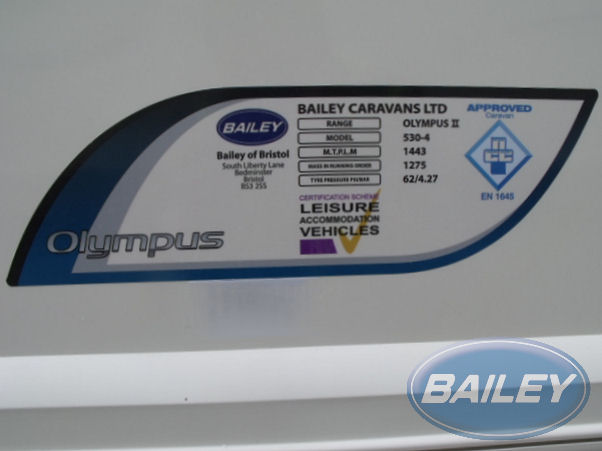 BAILEY
Bailey of Bristol
South Liberty Lane
Bedminster
Bristol
BS3 2SS
BAILEY CARAVANS LTD
RANGE OLYMPUS II
MODEL 530-4
M.T.P.L.M 1443
MASS IN RUNNING ORDER 1275
TYRE PRESSURE PSI/BAR 62/4.27
CERTIFICATION SCHEME
LEISURE
ACCOMMODATION
VEHICLES
APPROVED
Caravan
NCC
EN 1645
Olympus
BAILEY